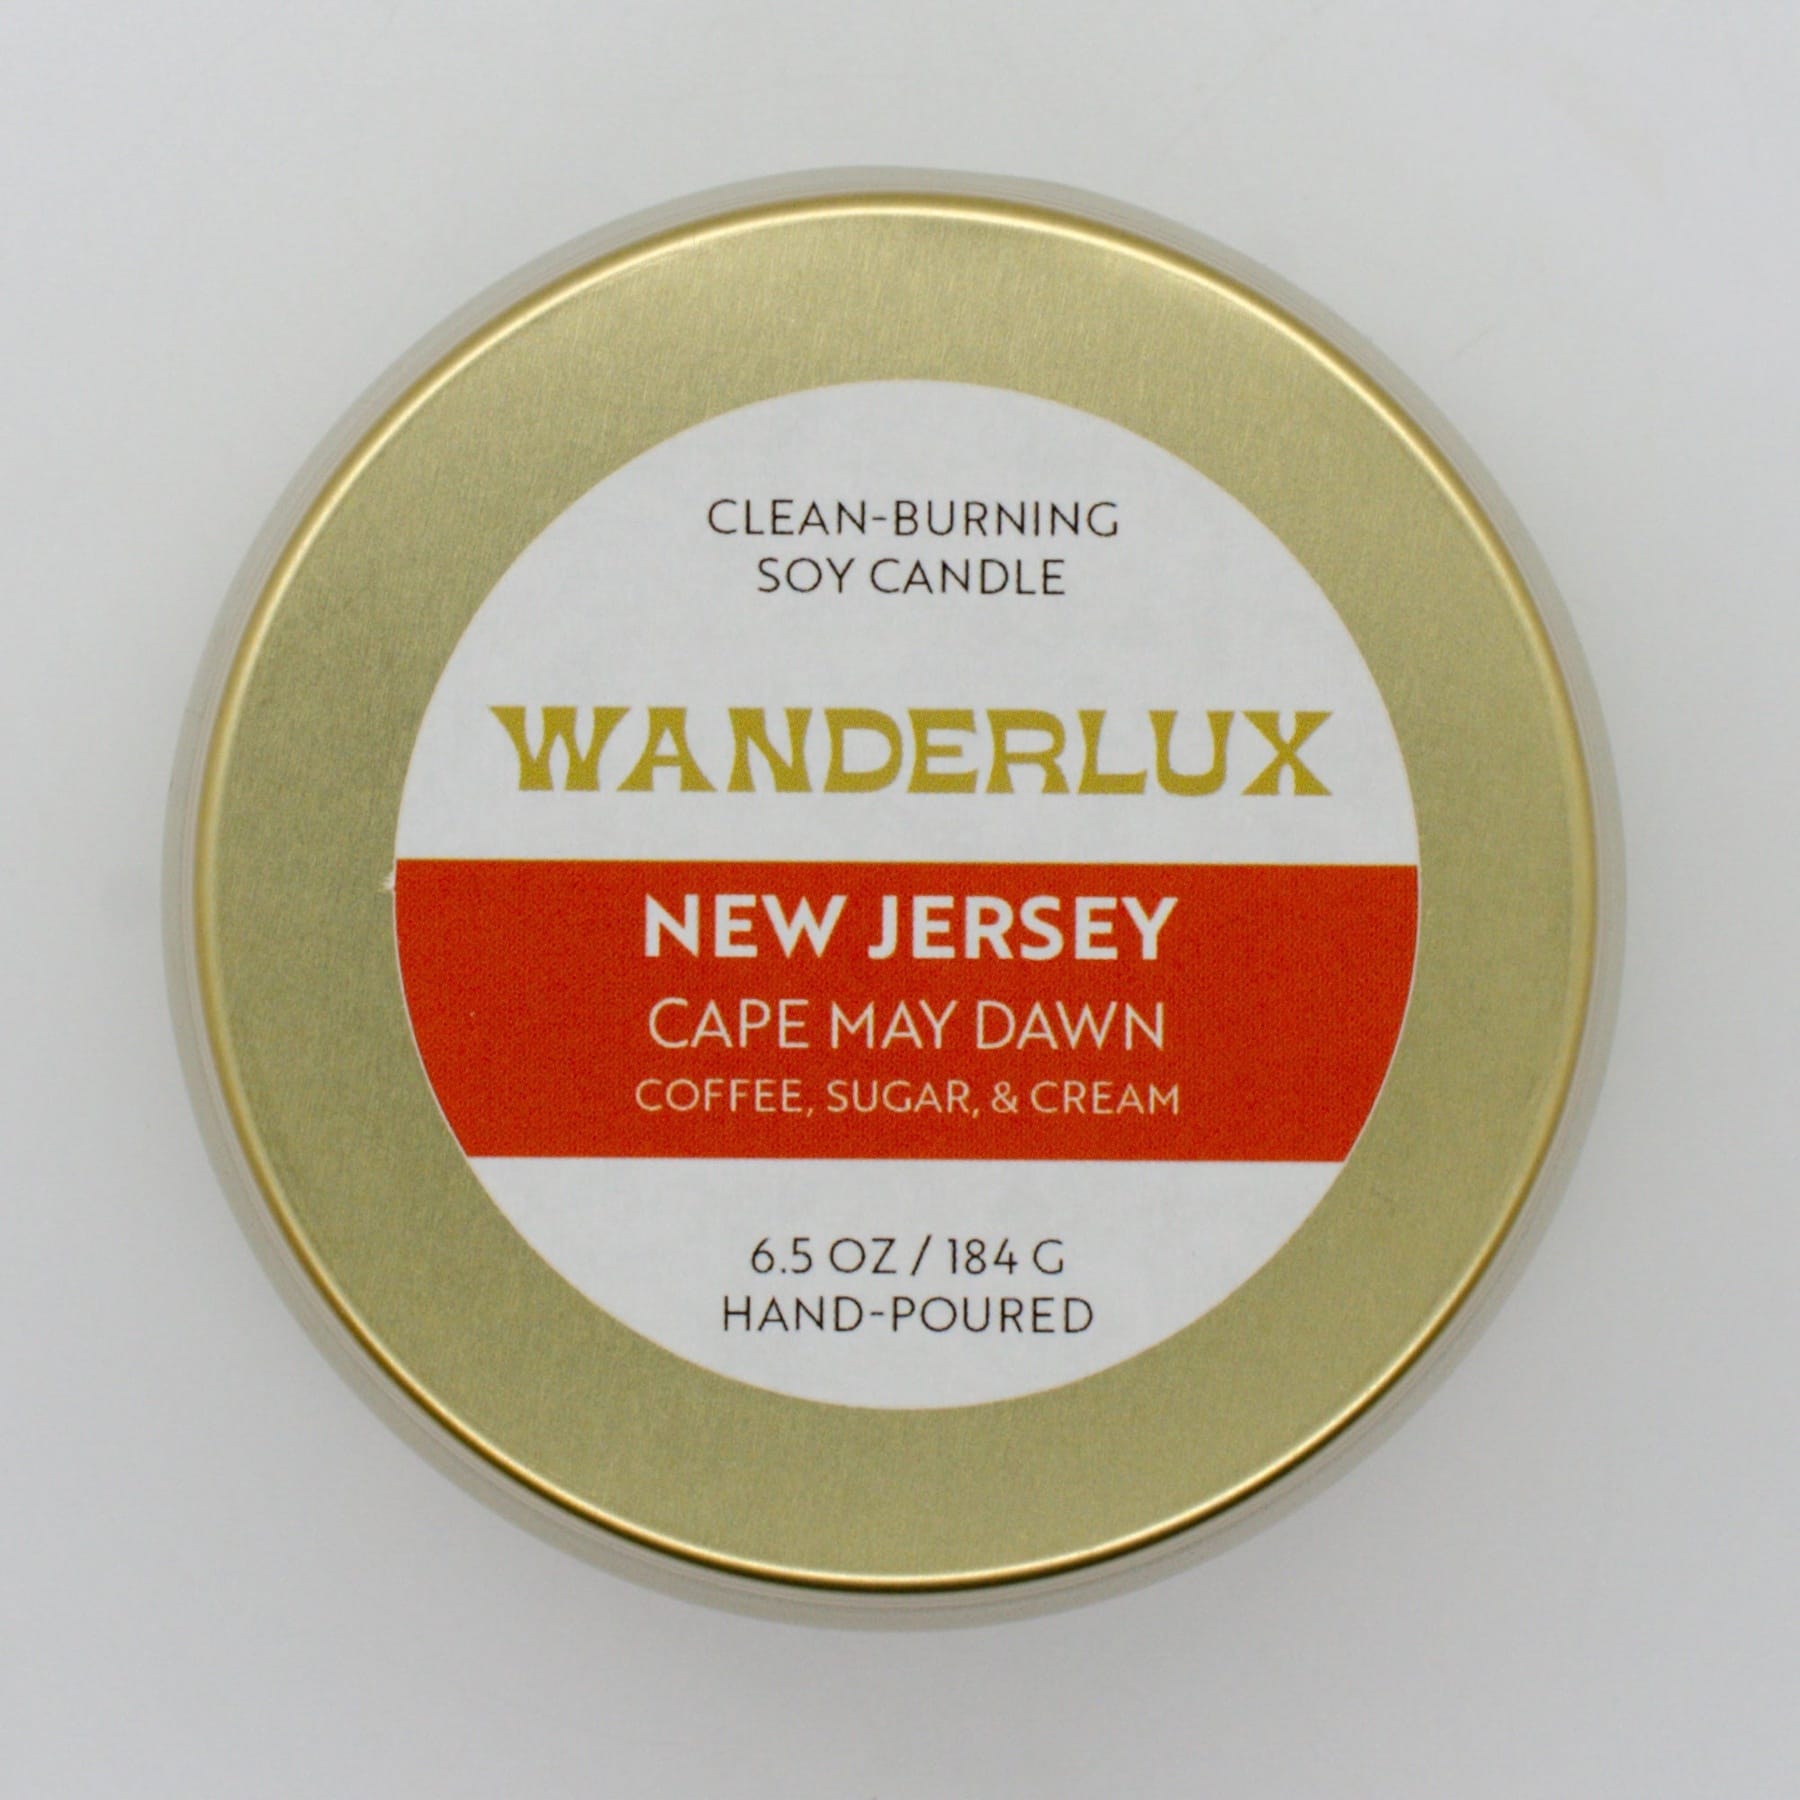 CLEAN-BURNING
SOY CANDLE
WANDERLUX
NEW JERSEY
CAPE MAY DAWN
COFFEE, SUGAR, & CREAM
6.5 OZ / 184 G
HAND-POURED